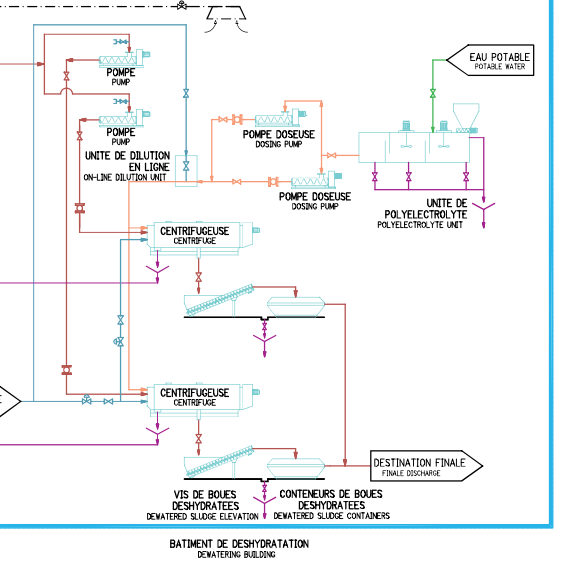 EAU POTABLE
POTABLE WATER
POMPE
PUMP
POMPE
PUMP
POMPE DOSEUSE
DOSING PUMP
UNITE DE DILUTION
EN LIGNE
ON-LINE DILUTION UNIT
POMPE DOSEUSE
DOSING PUMP
UNITE DE
POLYELECTROLYTE
POLYELECTROLYTE UNIT
CENTRIFUGEUSE
CENTRIFUGE
CENTRIFUGEUSE
CENTRIFUGE
DESTINATION FINALE
FINALE DISCHARGE
VIS DE BOUES
DESHYDRATEES
DEWATERED SLUDGE ELEVATION
CONTENEURS DE BOUES
DESHYDRATEES
DEWATERED SLUDGE CONTAINERS
BATIMENT DE DESHYDRATATION
DEWATERING BUILDING